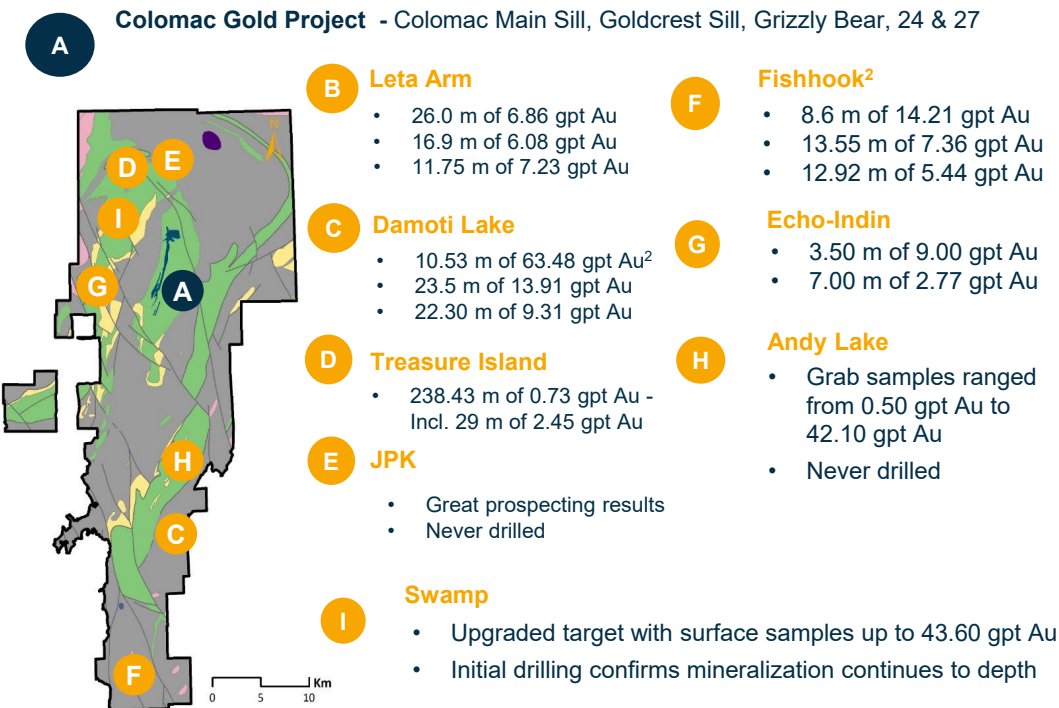 A
Colomac Gold Project - Colomac Main Sill, Goldcrest Sill, Grizzly Bear, 24 & 27
B
Leta Arm
• 26.0 m of 6.86 gpt Au
• 16.9 m of 6.08 gpt Au
• 11.75 m of 7.23 gpt Au
C
Damoti Lake
• 10.53 m of 63.48 gpt Au²
• 23.5 m of 13.91 gpt Au
• 22.30 m of 9.31 gpt Au
D
Treasure Island
• 238.43 m of 0.73 gpt Au -
Incl. 29 m of 2.45 gpt Au
E
JPK
• Great prospecting results
• Never drilled
F
Fishhook²
• 8.6 m of 14.21 gpt Au
• 13.55 m of 7.36 gpt Au
• 12.92 m of 5.44 gpt Au
G
Echo-Indin
• 3.50 m of 9.00 gpt Au
• 7.00 m of 2.77 gpt Au
H
Andy Lake
• Grab samples ranged
from 0.50 gpt Au to
42.10 gpt Au
• Never drilled
I
Swamp
• Upgraded target with surface samples up to 43.60 gpt Au
• Initial drilling confirms mineralization continues to depth
N
D
E
I
G
A
H
C
F
Km
0 5 10